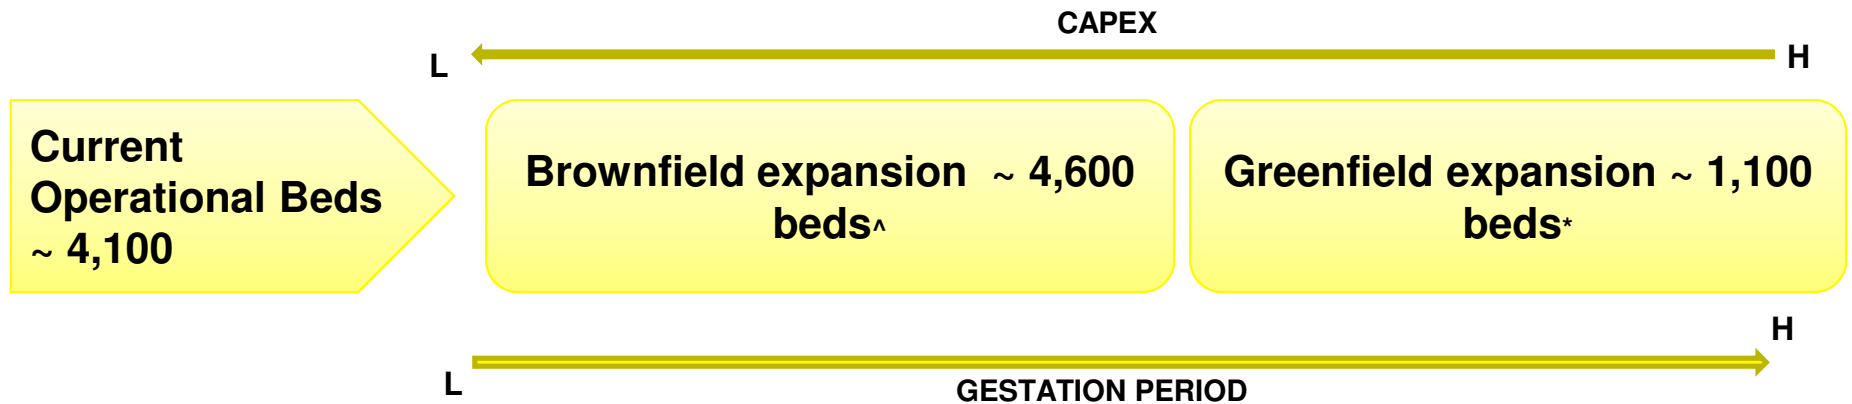 CAPEX
L
H
Current
Operational Beds
~ 4,100
Brownfield expansion ~ 4,600
beds^
Greenfield expansion ~ 1,100
beds*
H
L
GESTATION PERIOD